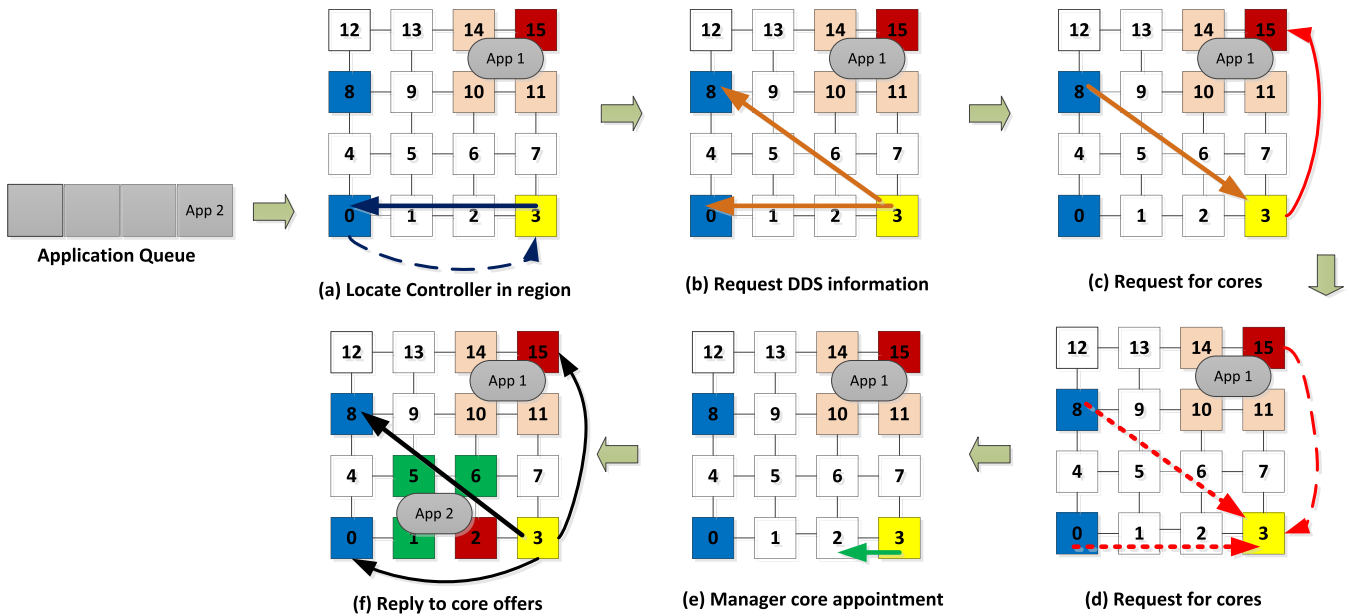 App 2
Application Queue
12 13 14 15
App 1
8 9 10 11
4 5 6 7
0 1 2 3
(a) Locate Controller in region
12 13 14 15
App 1
8 9 10 11
4 5 6 7
0 1 2 3
(b) Request DDS information
12 13 14 15
App 1
8 9 10 11
4 5 6 7
0 1 2 3
(c) Request for cores
12 13 14 15
App 1
8 9 10 11
4 5 6 7
0 1 2 3
(d) Request for cores
12 13 14 15
App 1
8 9 10 11
4 5 6 7
0 1 2 3
(e) Manager core appointment
12 13 14 15
App 1
8 9 10 11
4 5 6 7
App 2
0 1 2 3
(f) Reply to core offers